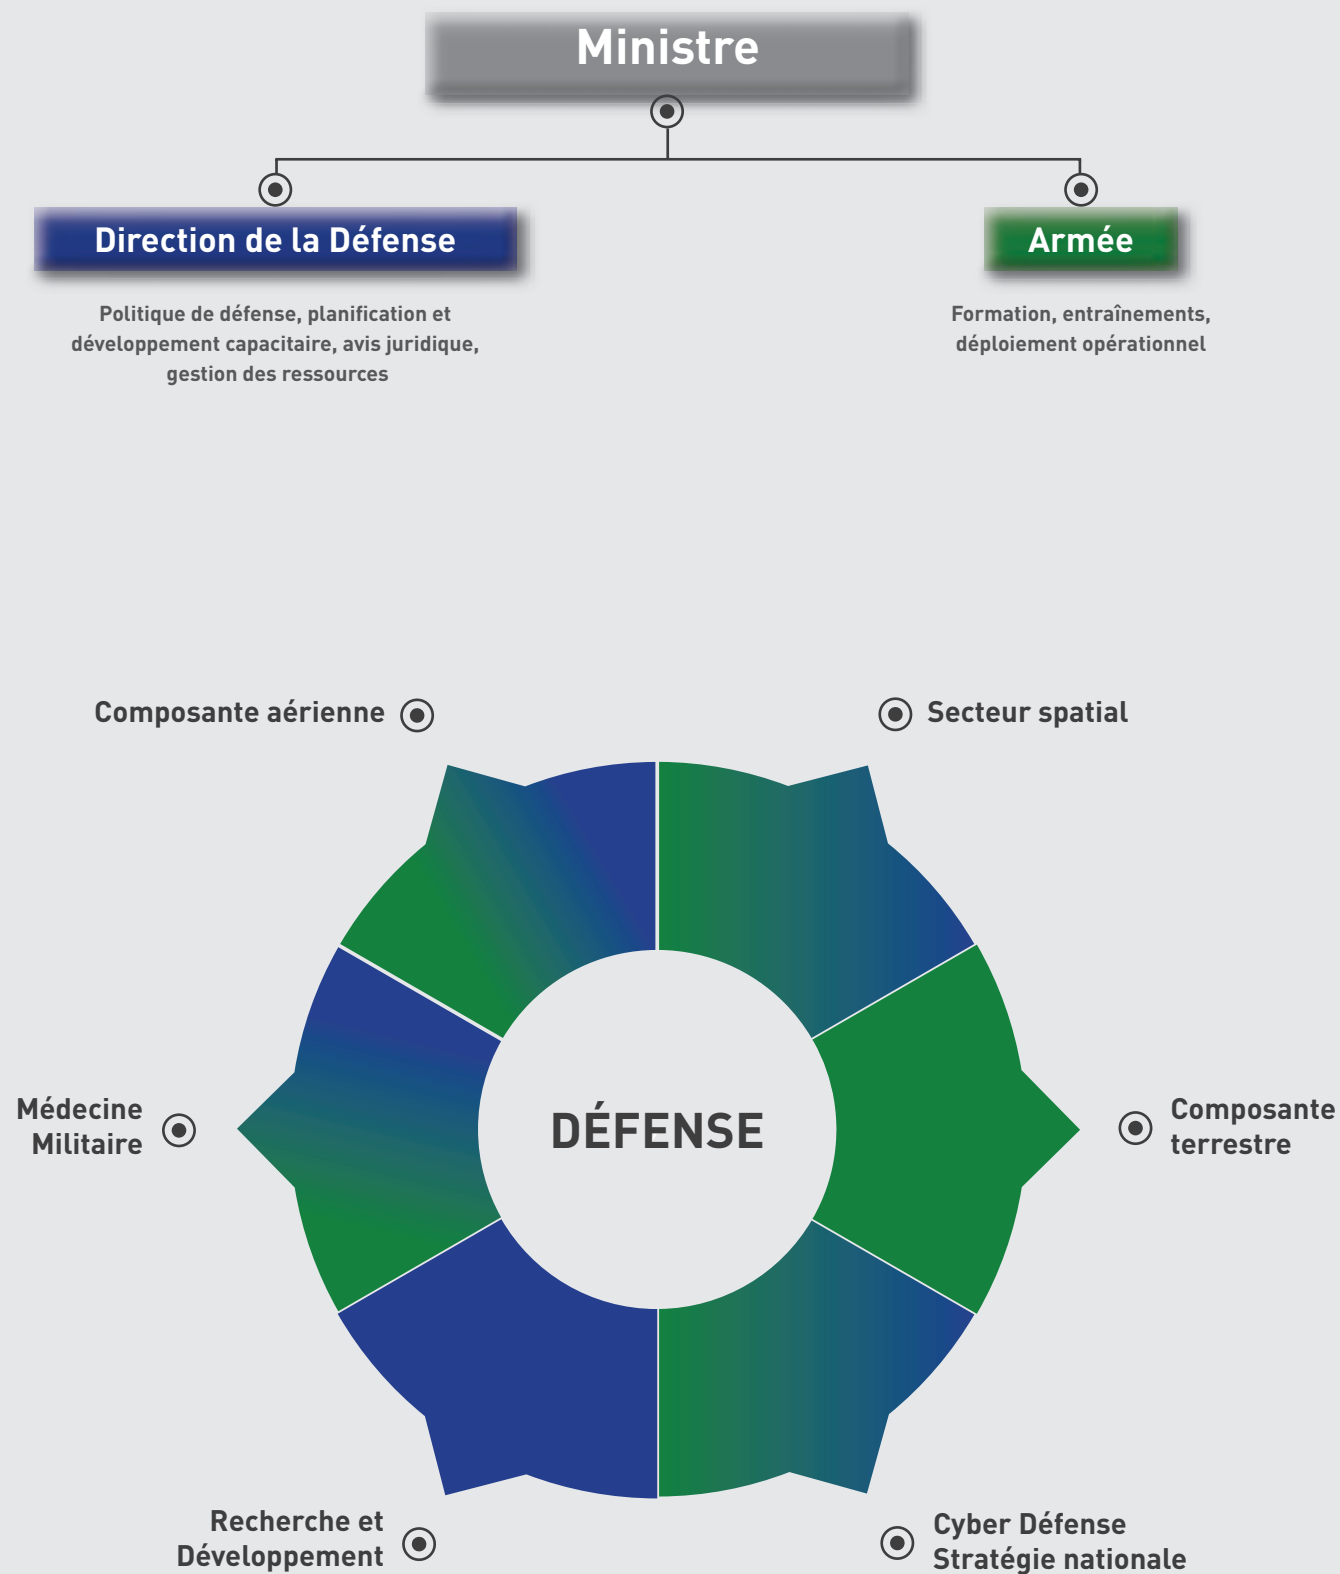 Ministre
Direction de la Défense
Politique de défense, planification et
développement capacitaire, avis juridique,
gestion des ressources
Armée
Formation, entraînements,
déploiement opérationnel
Composante aérienne
Secteur spatial
Médecine
Militaire
DÉFENSE
Composante
terrestre
Recherche et
Développement
Cyber Défense
Stratégie nationale